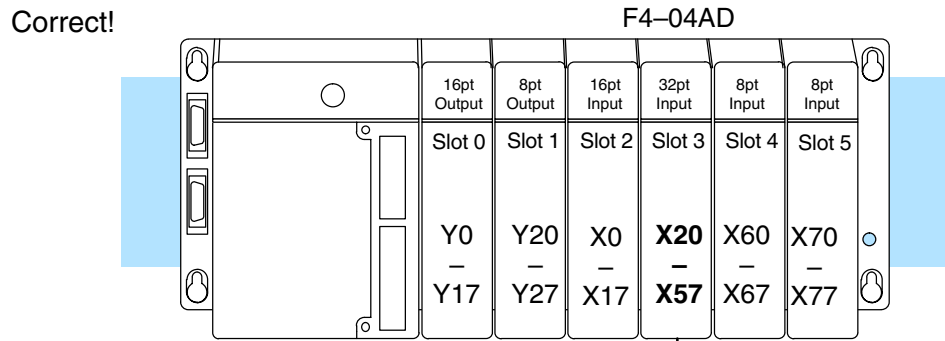 Correct!
F4–04AD
16pt Output
8pt Output
16pt Input
32pt Input
8pt Input
8pt Input
Slot 0
Slot 1
Slot 2
Slot 3
Slot 4
Slot 5
Y0 – Y17
Y20 – Y27
X0 – X17
X20 – X57
X60 – X67
X70 – X77